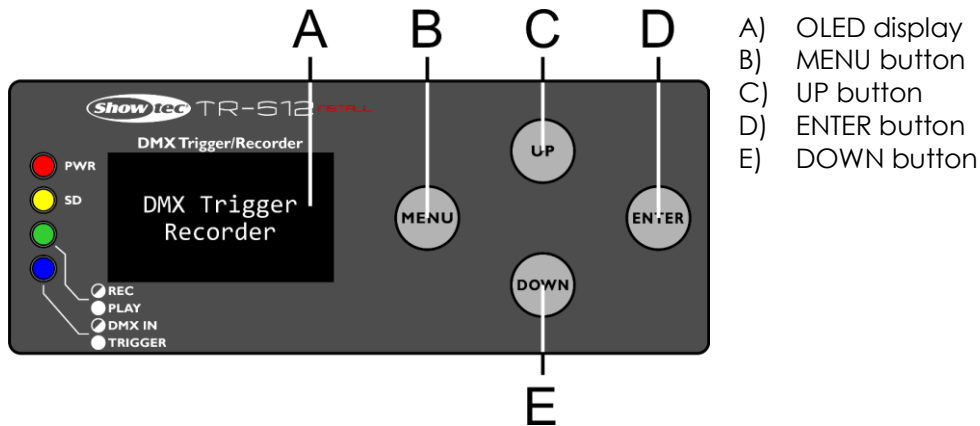 A B C D
A) OLED display
B) MENU button
C) UP button
D) ENTER button
E) DOWN button
Showtec TR-512 INSTALL
DMX Trigger/Recorder
PWR
SD
DMX Trigger
Recorder
UP
MENU
ENTER
DOWN
REC
PLAY
DMX IN
TRIGGER
E